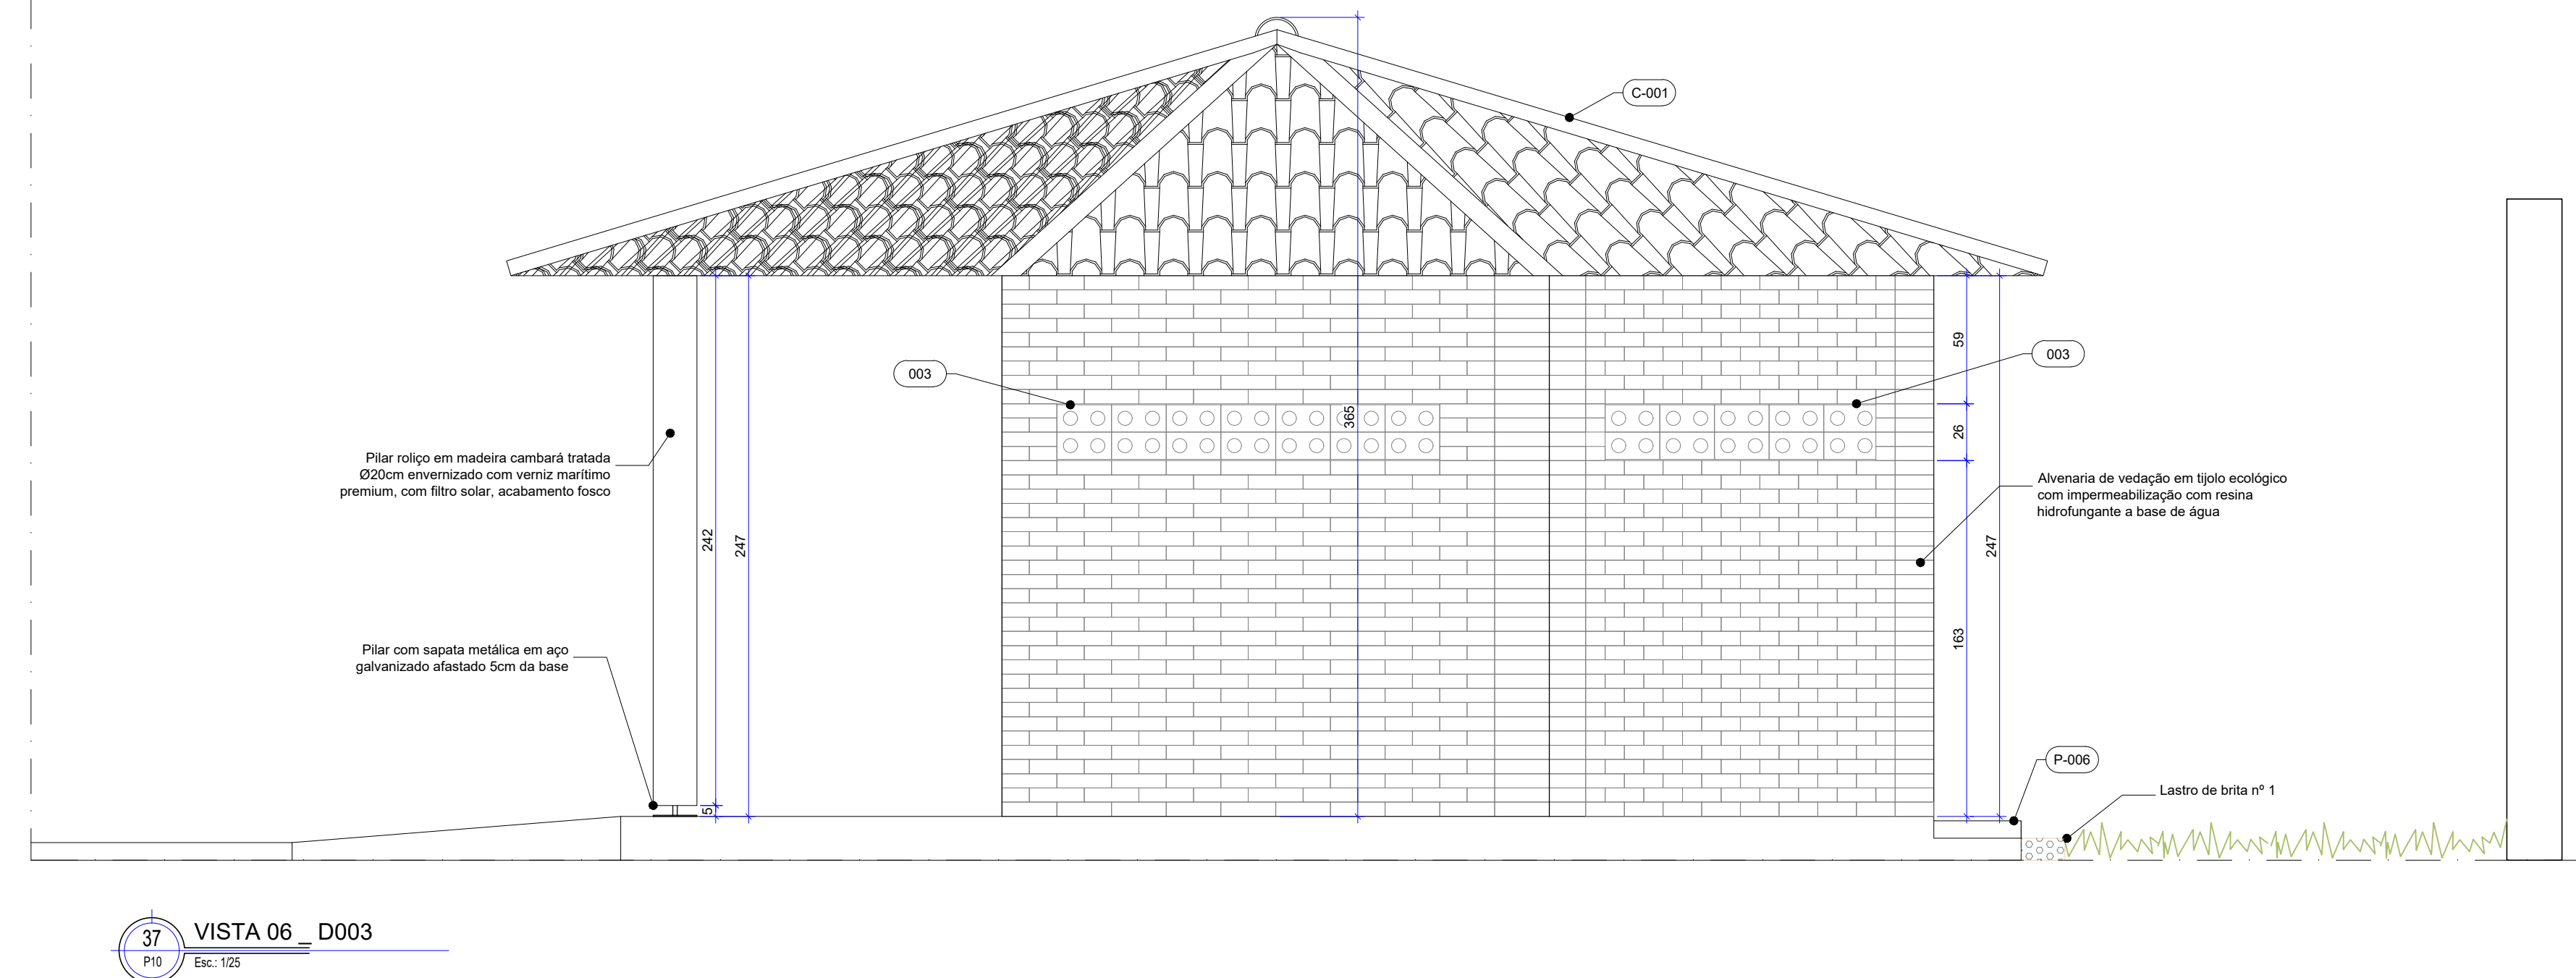 C-001
003
003
365
59
26
Pilar roliço em madeira cambará tratada
Ø20cm envernizado com verniz marítimo
premium, com filtro solar, acabamento fosco
Alvenaria de vedação em tijolo ecológico
com impermeabilização com resina
hidrofungante a base de água
242
247
247
163
Pilar com sapata metálica em aço
galvanizado afastado 5cm da base
5
P-006
Lastro de brita nº 1
37
P10
VISTA 06 _ D003
Esc.: 1/25